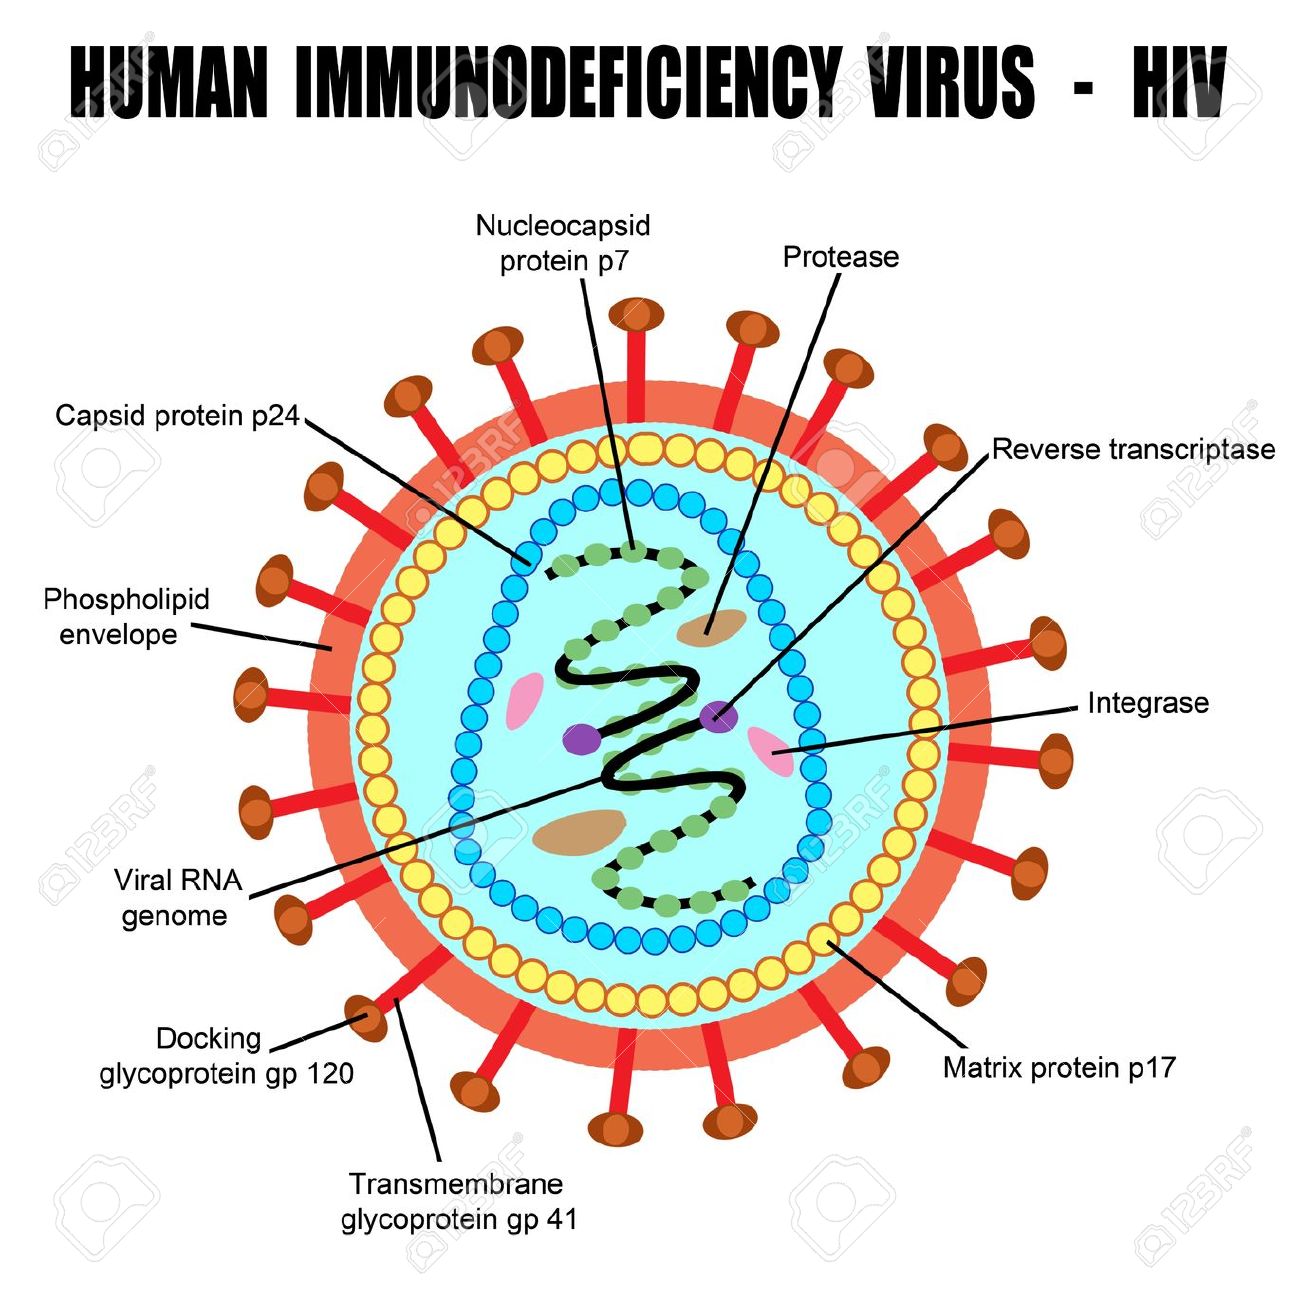 HUMAN IMMUNODEFICIENCY VIRUS - HIV
Nucleocapsid
protein p7
Protease
Capsid protein p24
Reverse transcriptase
Phospholipid
envelope
Integrase
Viral RNA
genome
Docking
glycoprotein gp 120
Matrix protein p17
Transmembrane
glycoprotein gp 41
123RF